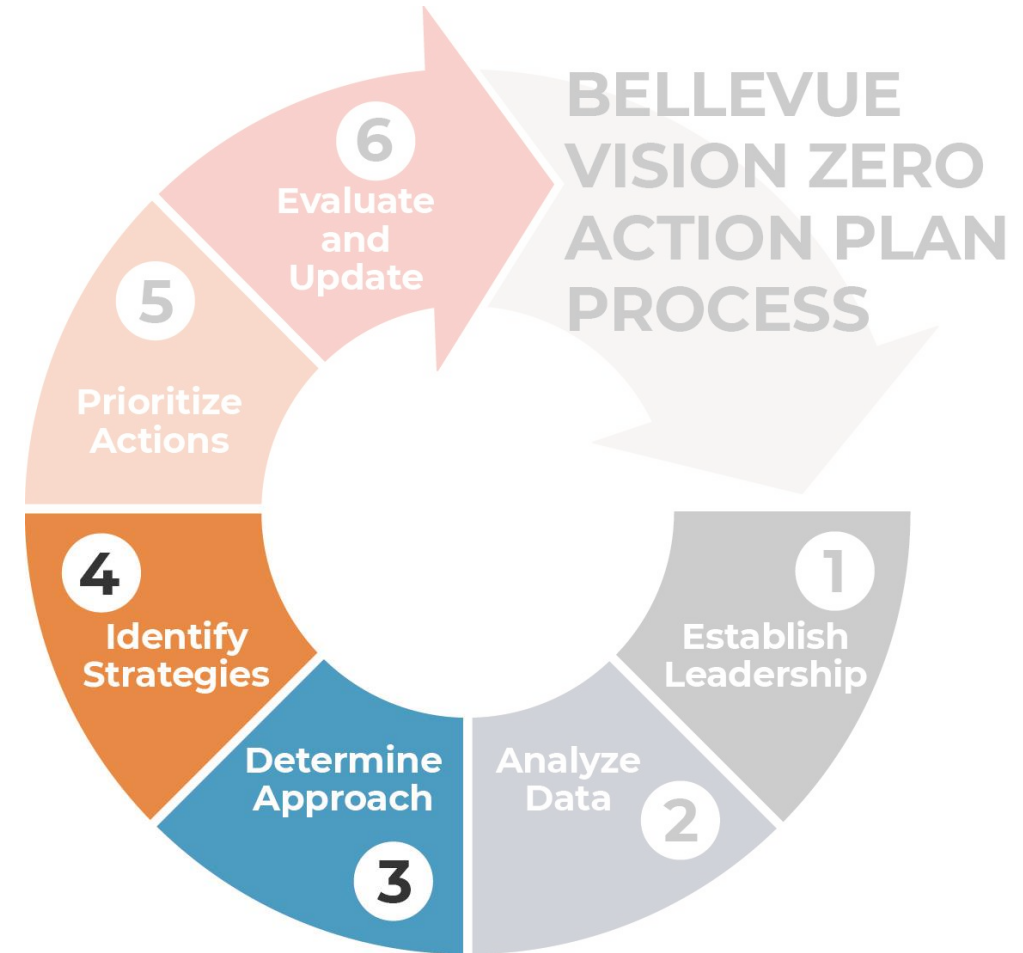 BELLEVUE
VISION ZERO
ACTION PLAN
PROCESS
1
Establish
Leadership
Analyze
Data
2
Determine
Approach
3
4
Identify
Strategies
5
Prioritize
Actions
6
Evaluate
and
Update